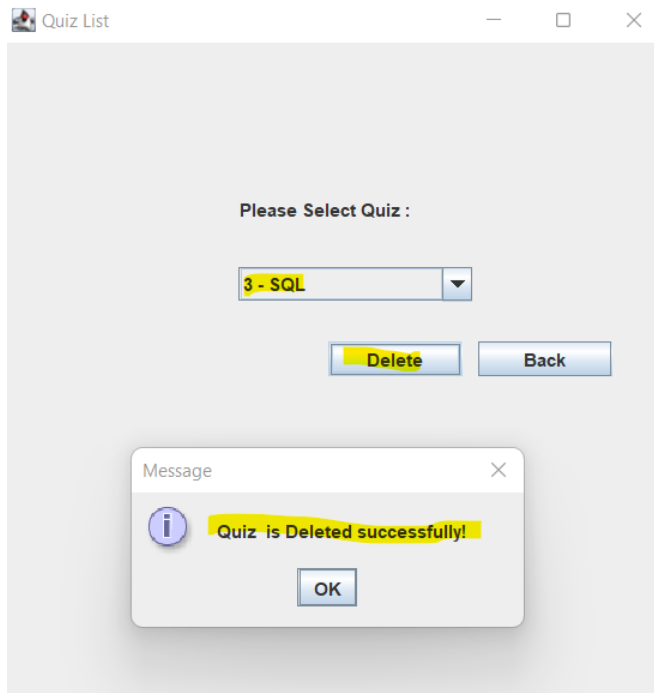 Quiz List
Please Select Quiz :
3 - SQL
Delete Back
Message
Quiz  is Deleted successfully!
OK